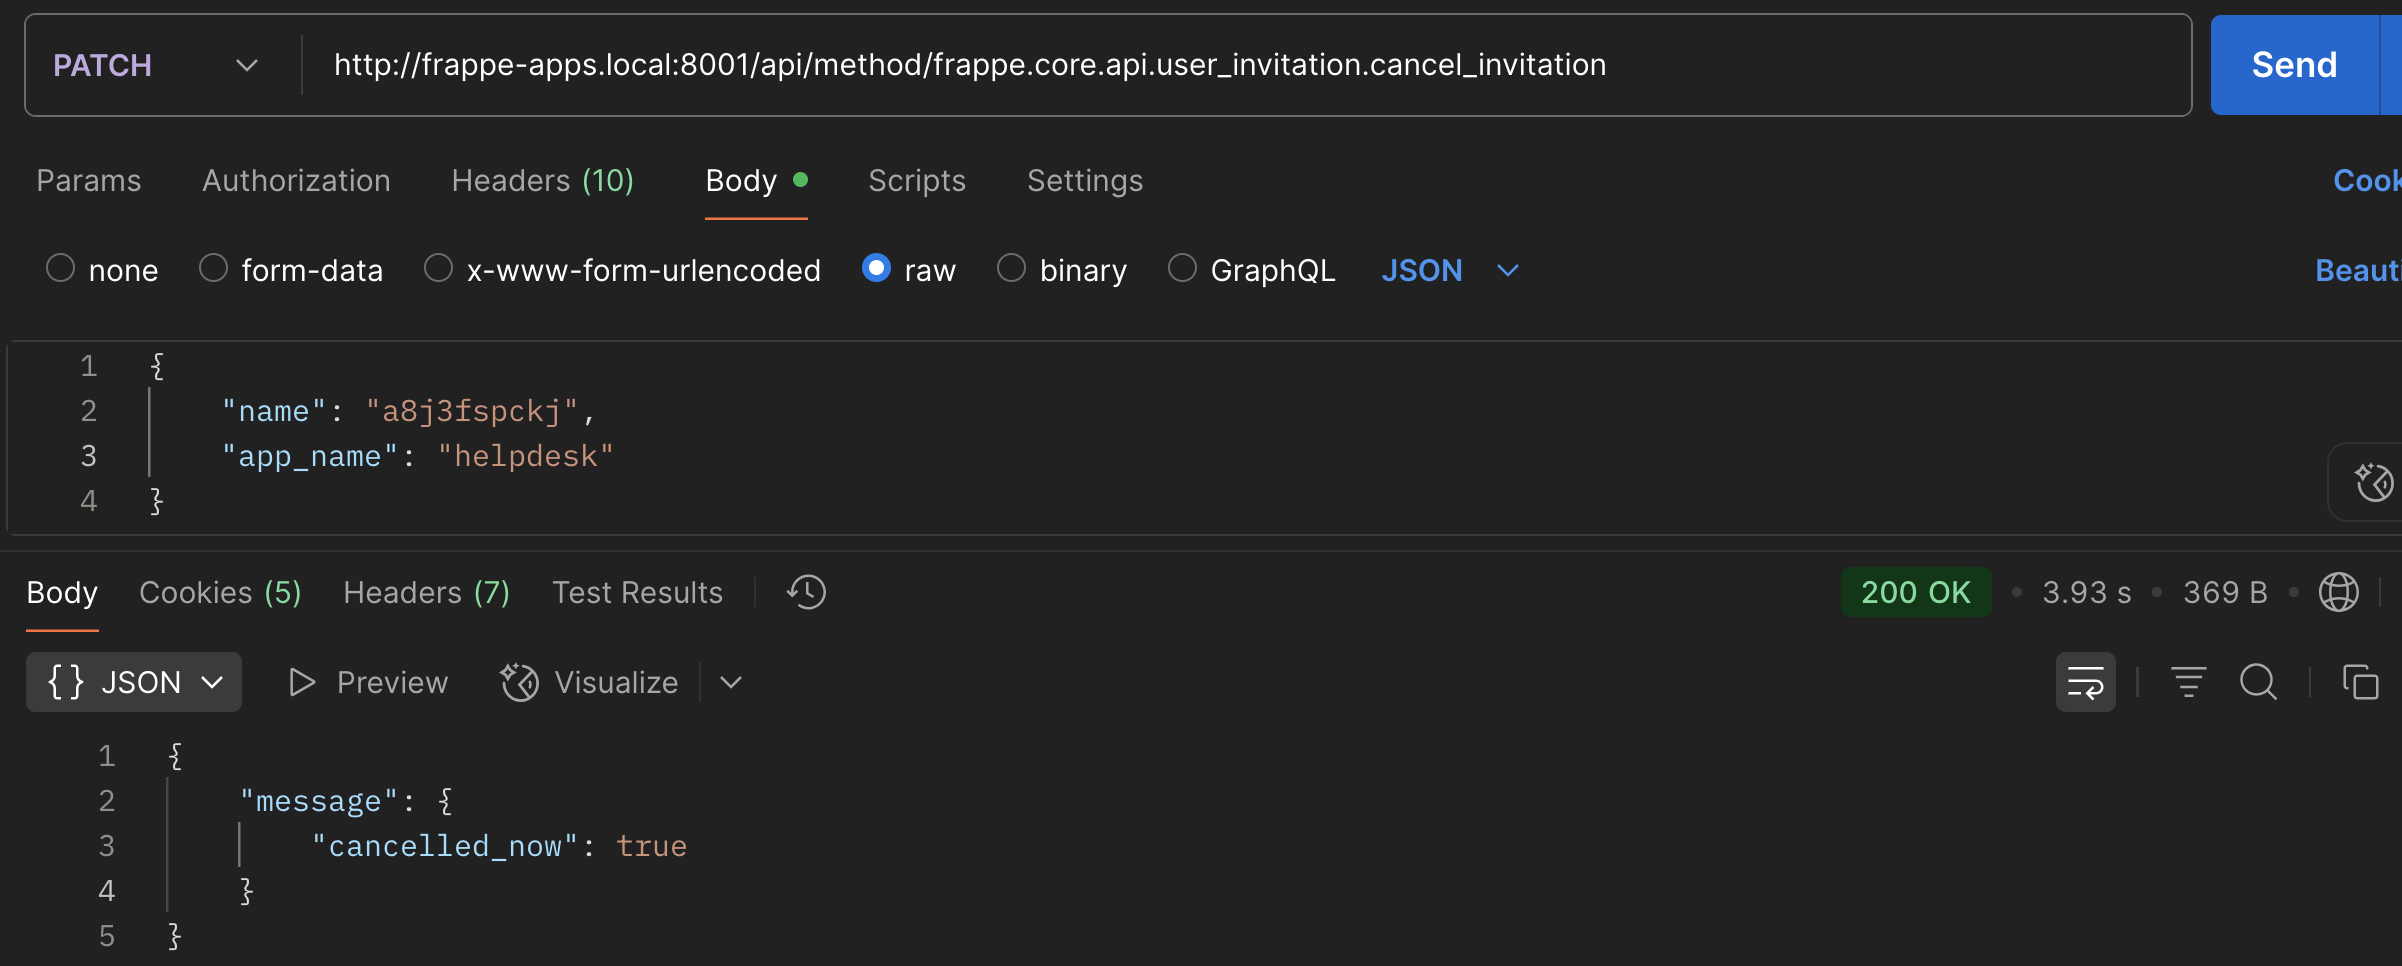 PATCH http://frappe-apps.local:8001/api/method/frappe.core.api.user_invitation.cancel_invitation Send
Params Authorization Headers (10) Body Scripts Settings Cook
none form-data x-www-form-urlencoded raw binary GraphQL JSON Beauti
1 {
2 "name": "a8j3fspckj",
3 "app_name": "helpdesk"
4 }
Body Cookies (5) Headers (7) Test Results 200 OK • 3.93 s • 369 B •
{} JSON Preview Visualize
1 {
2 "message": {
3 "cancelled_now": true
4 }
5 }